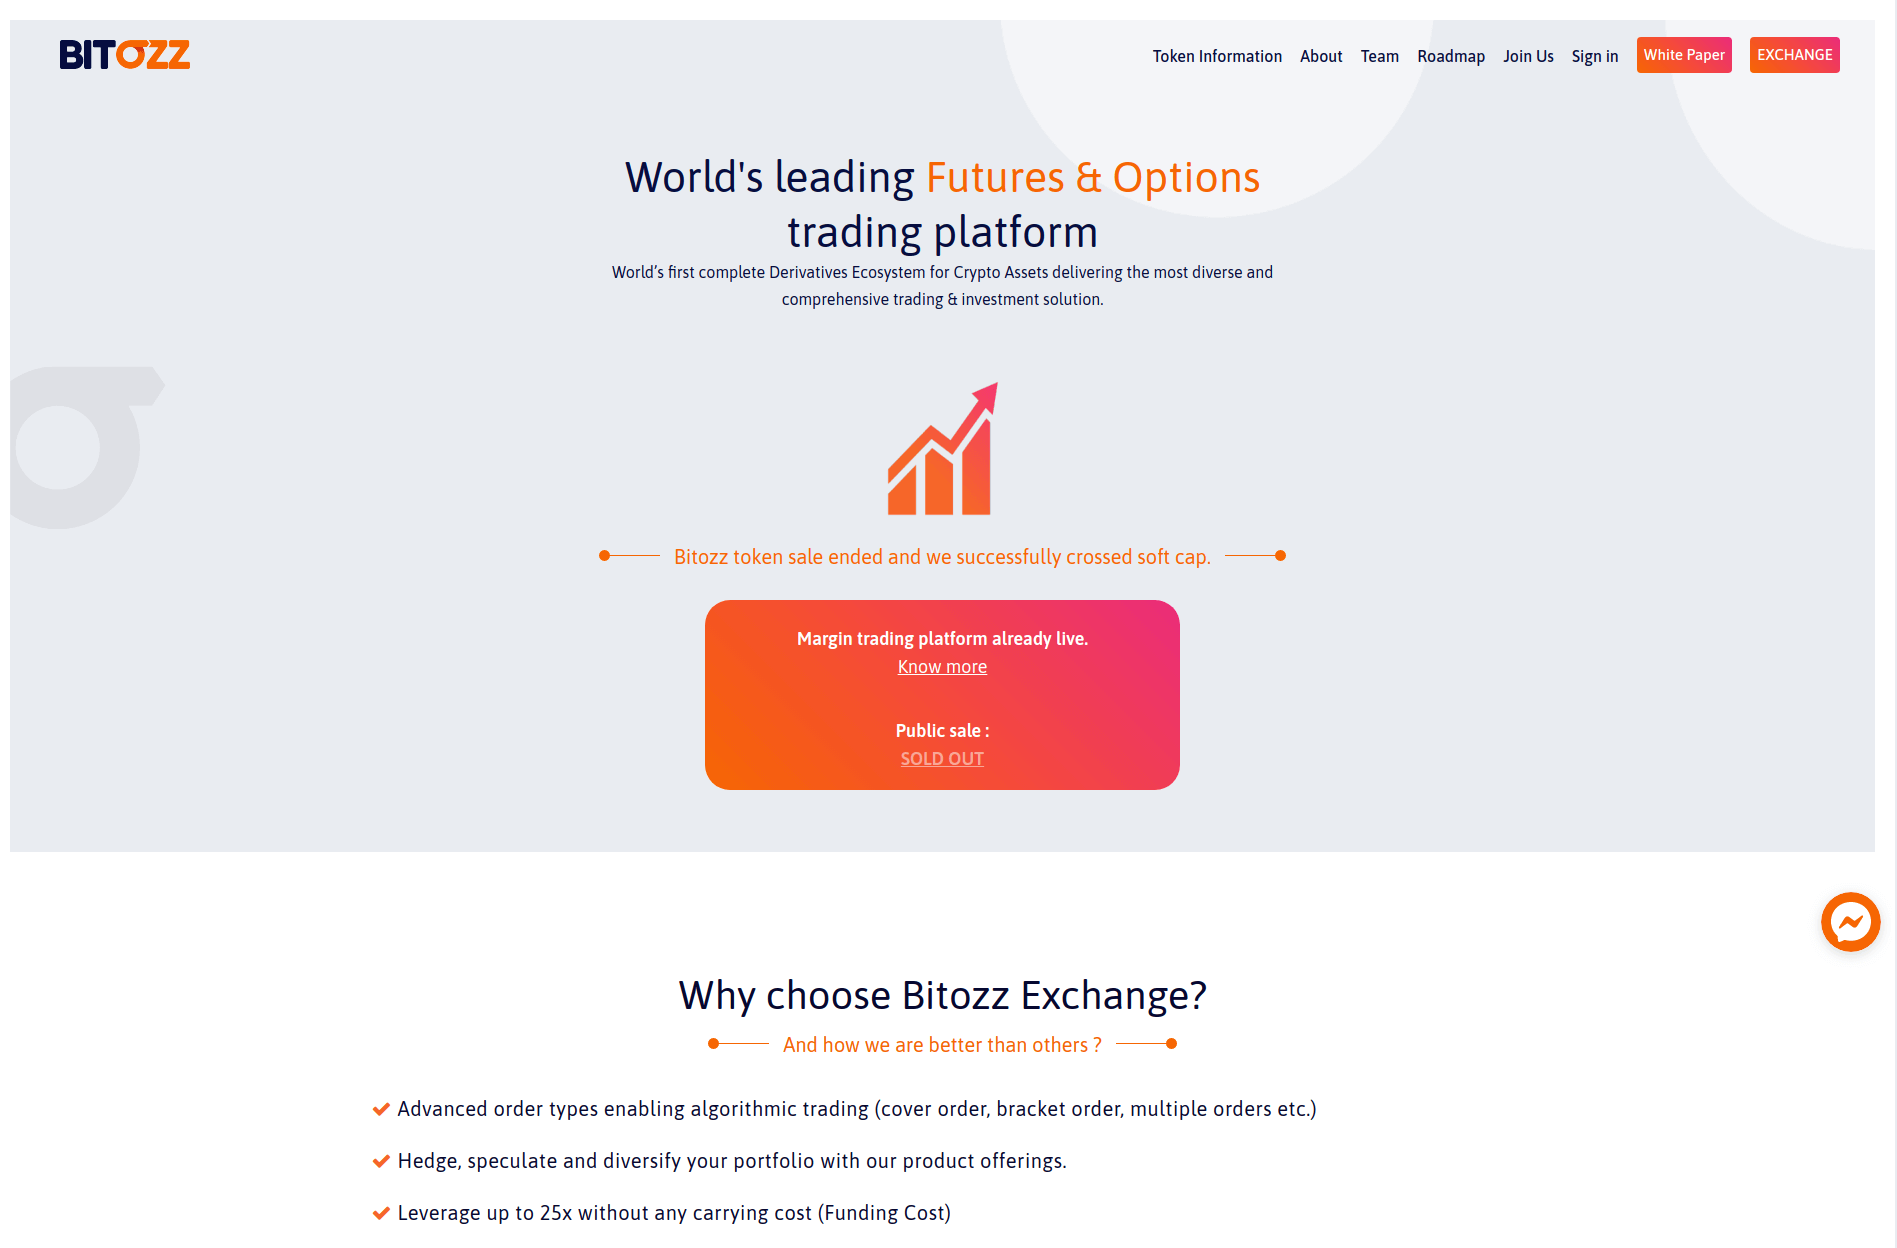 BITOZZ
Token Information About Team Roadmap Join Us Sign in White Paper EXCHANGE
World's leading Futures & Options
trading platform
World’s first complete Derivatives Ecosystem for Crypto Assets delivering the most diverse and
comprehensive trading & investment solution.
Bitozz token sale ended and we successfully crossed soft cap.
Margin trading platform already live.
Know more
Public sale :
SOLD OUT
Why choose Bitozz Exchange?
And how we are better than others ?
Advanced order types enabling algorithmic trading (cover order, bracket order, multiple orders etc.)
Hedge, speculate and diversify your portfolio with our product offerings.
Leverage up to 25x without any carrying cost (Funding Cost)